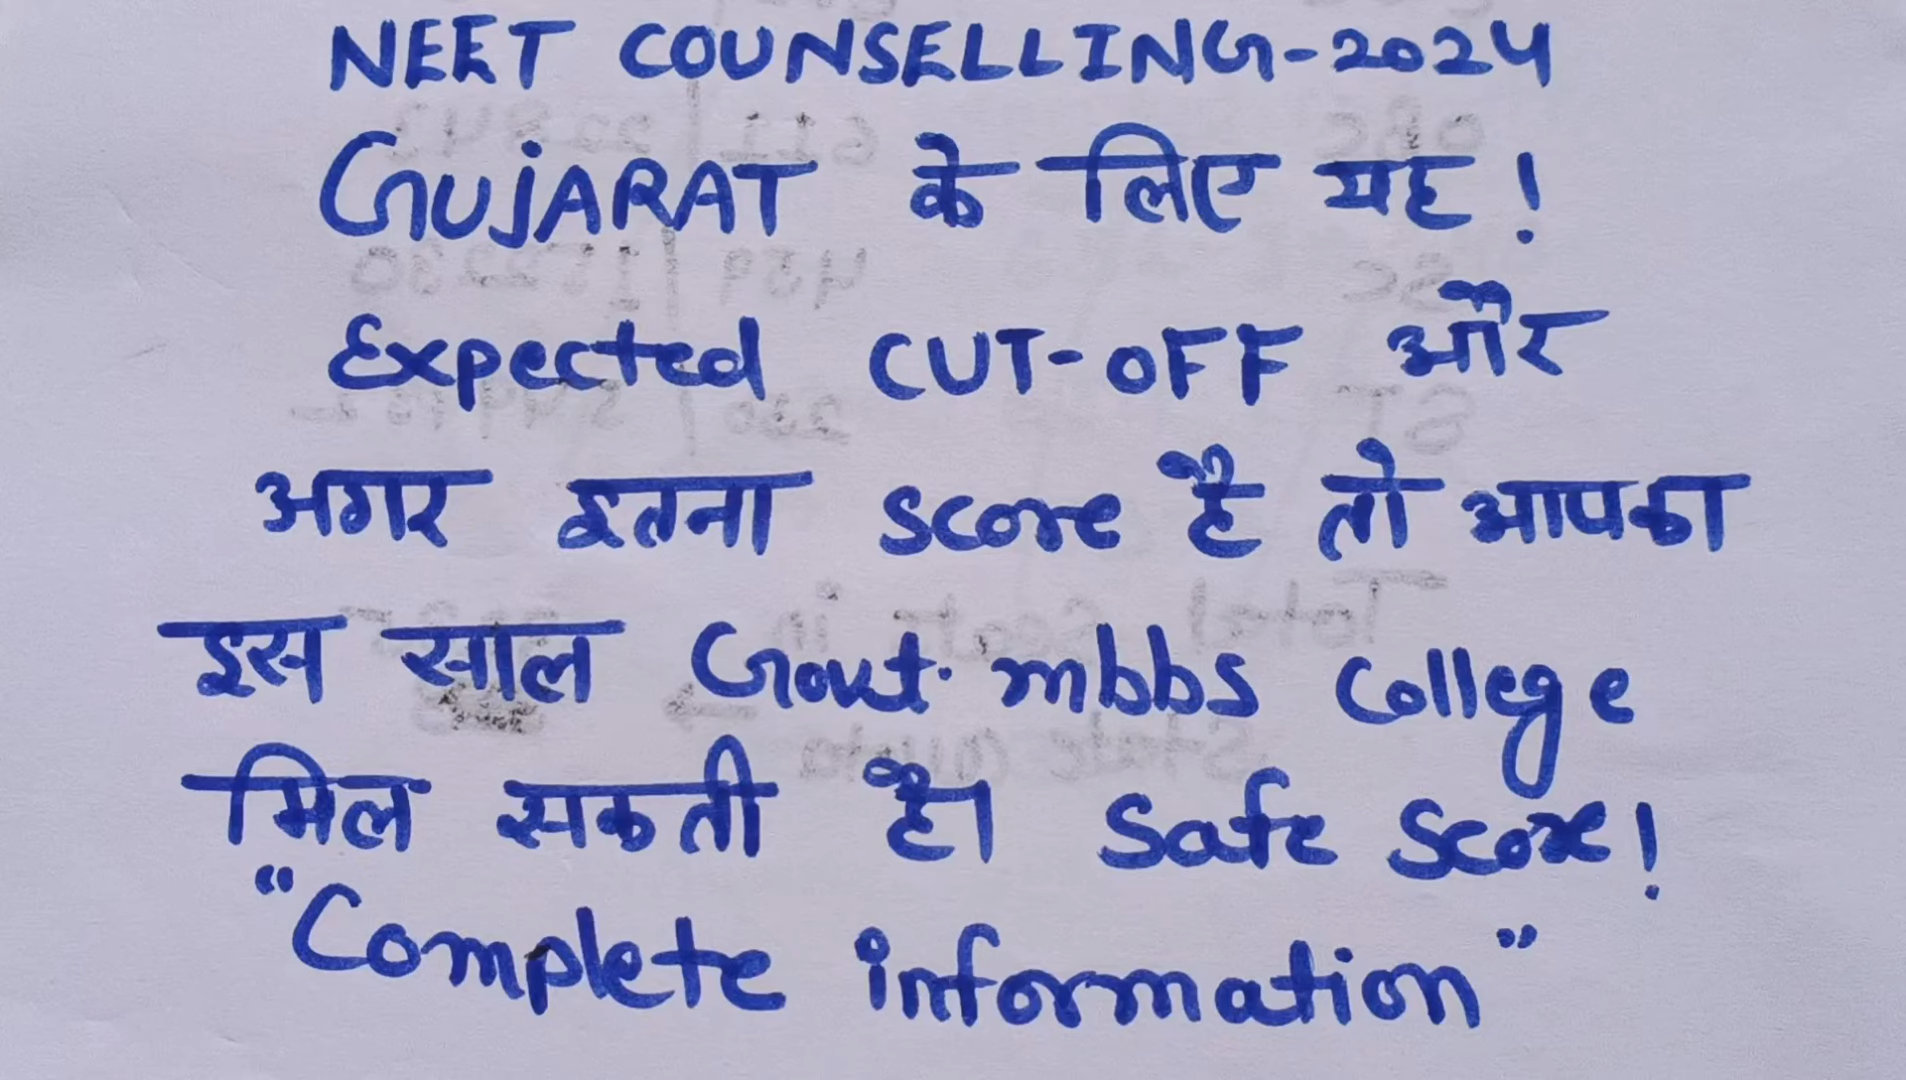 NEET COUNSELLING-2024
GUJARAT के लिए यह !
Expected CUT-OFF और
अगर इतना score है तो आपका
इस साल Govt. mbbs College
मिल सकती है। Safe Score!
"Complete information"